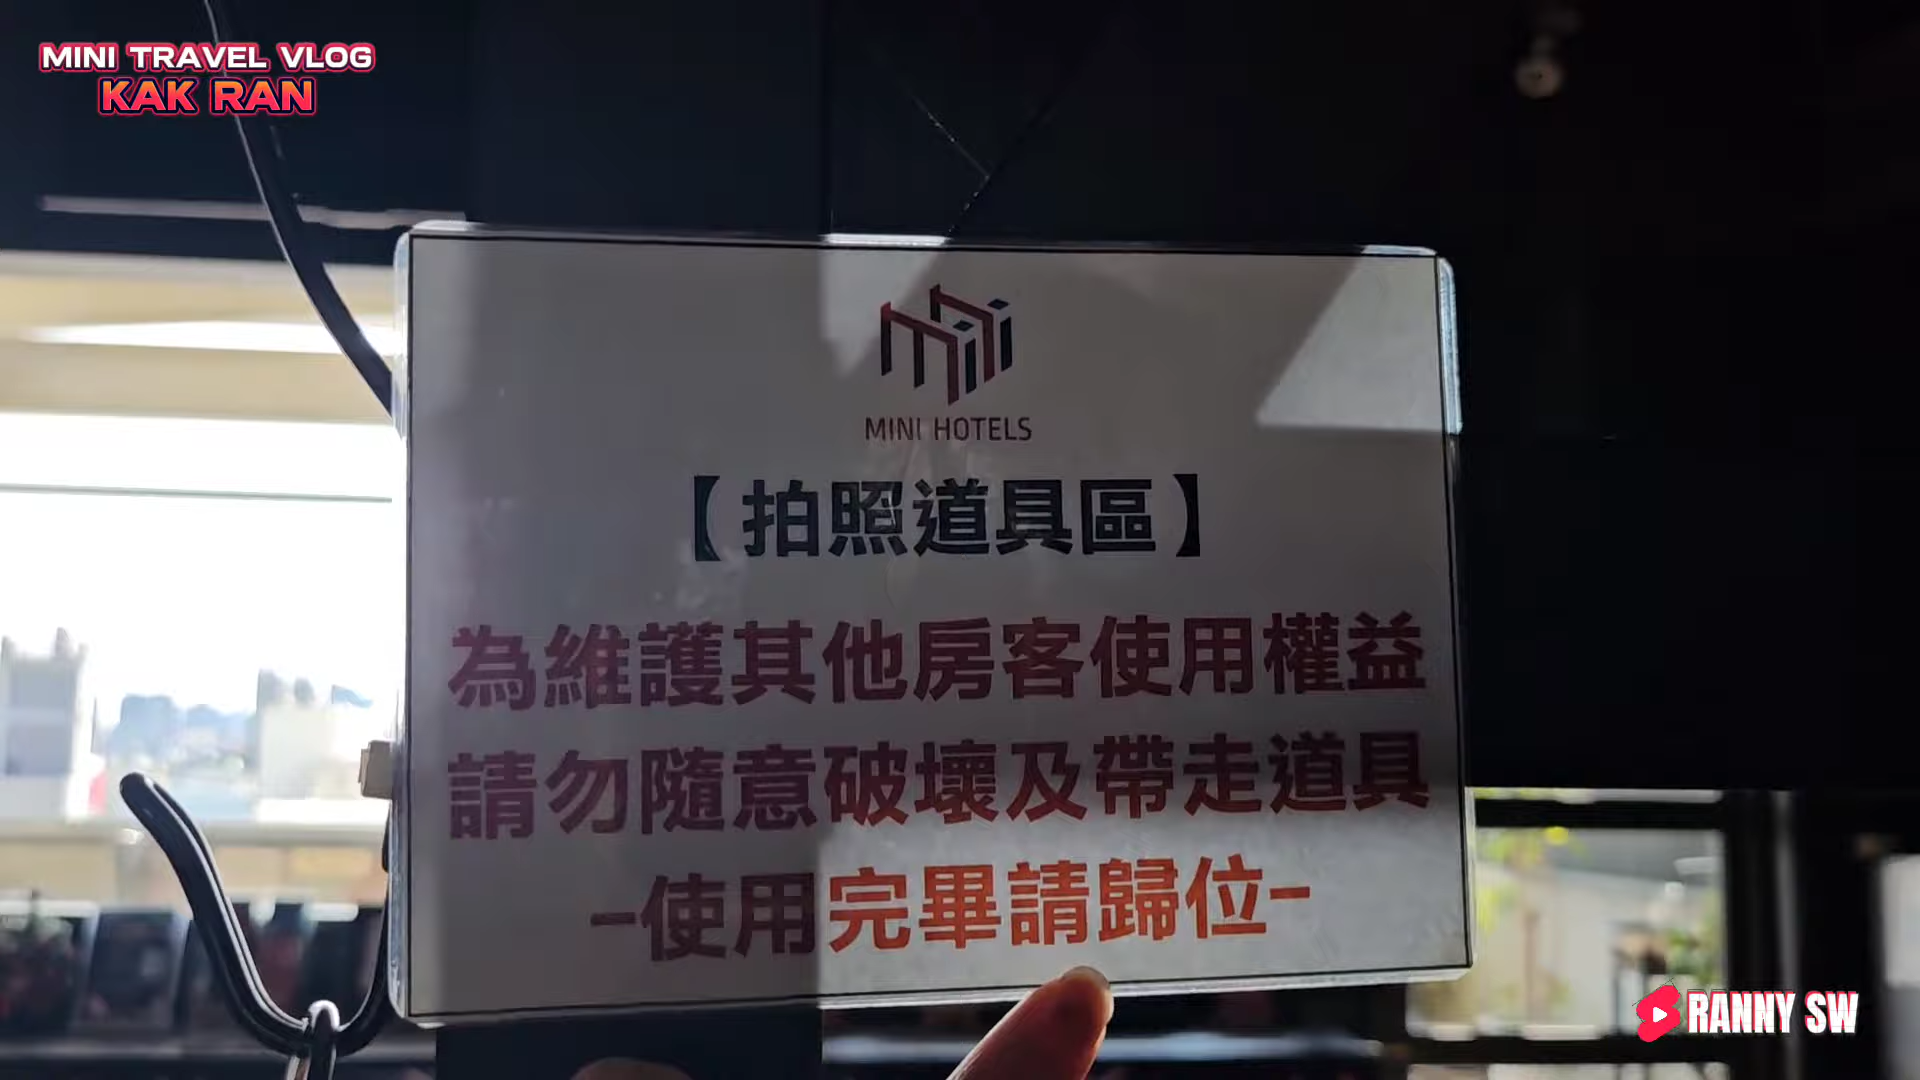 MINI TRAVEL VLOG
KAK RAN
mini
MINI HOTELS
【拍照道具區】
為維護其他房客使用權益
請勿隨意破壞及帶走道具
-使用完畢請歸位-
RANNY SW